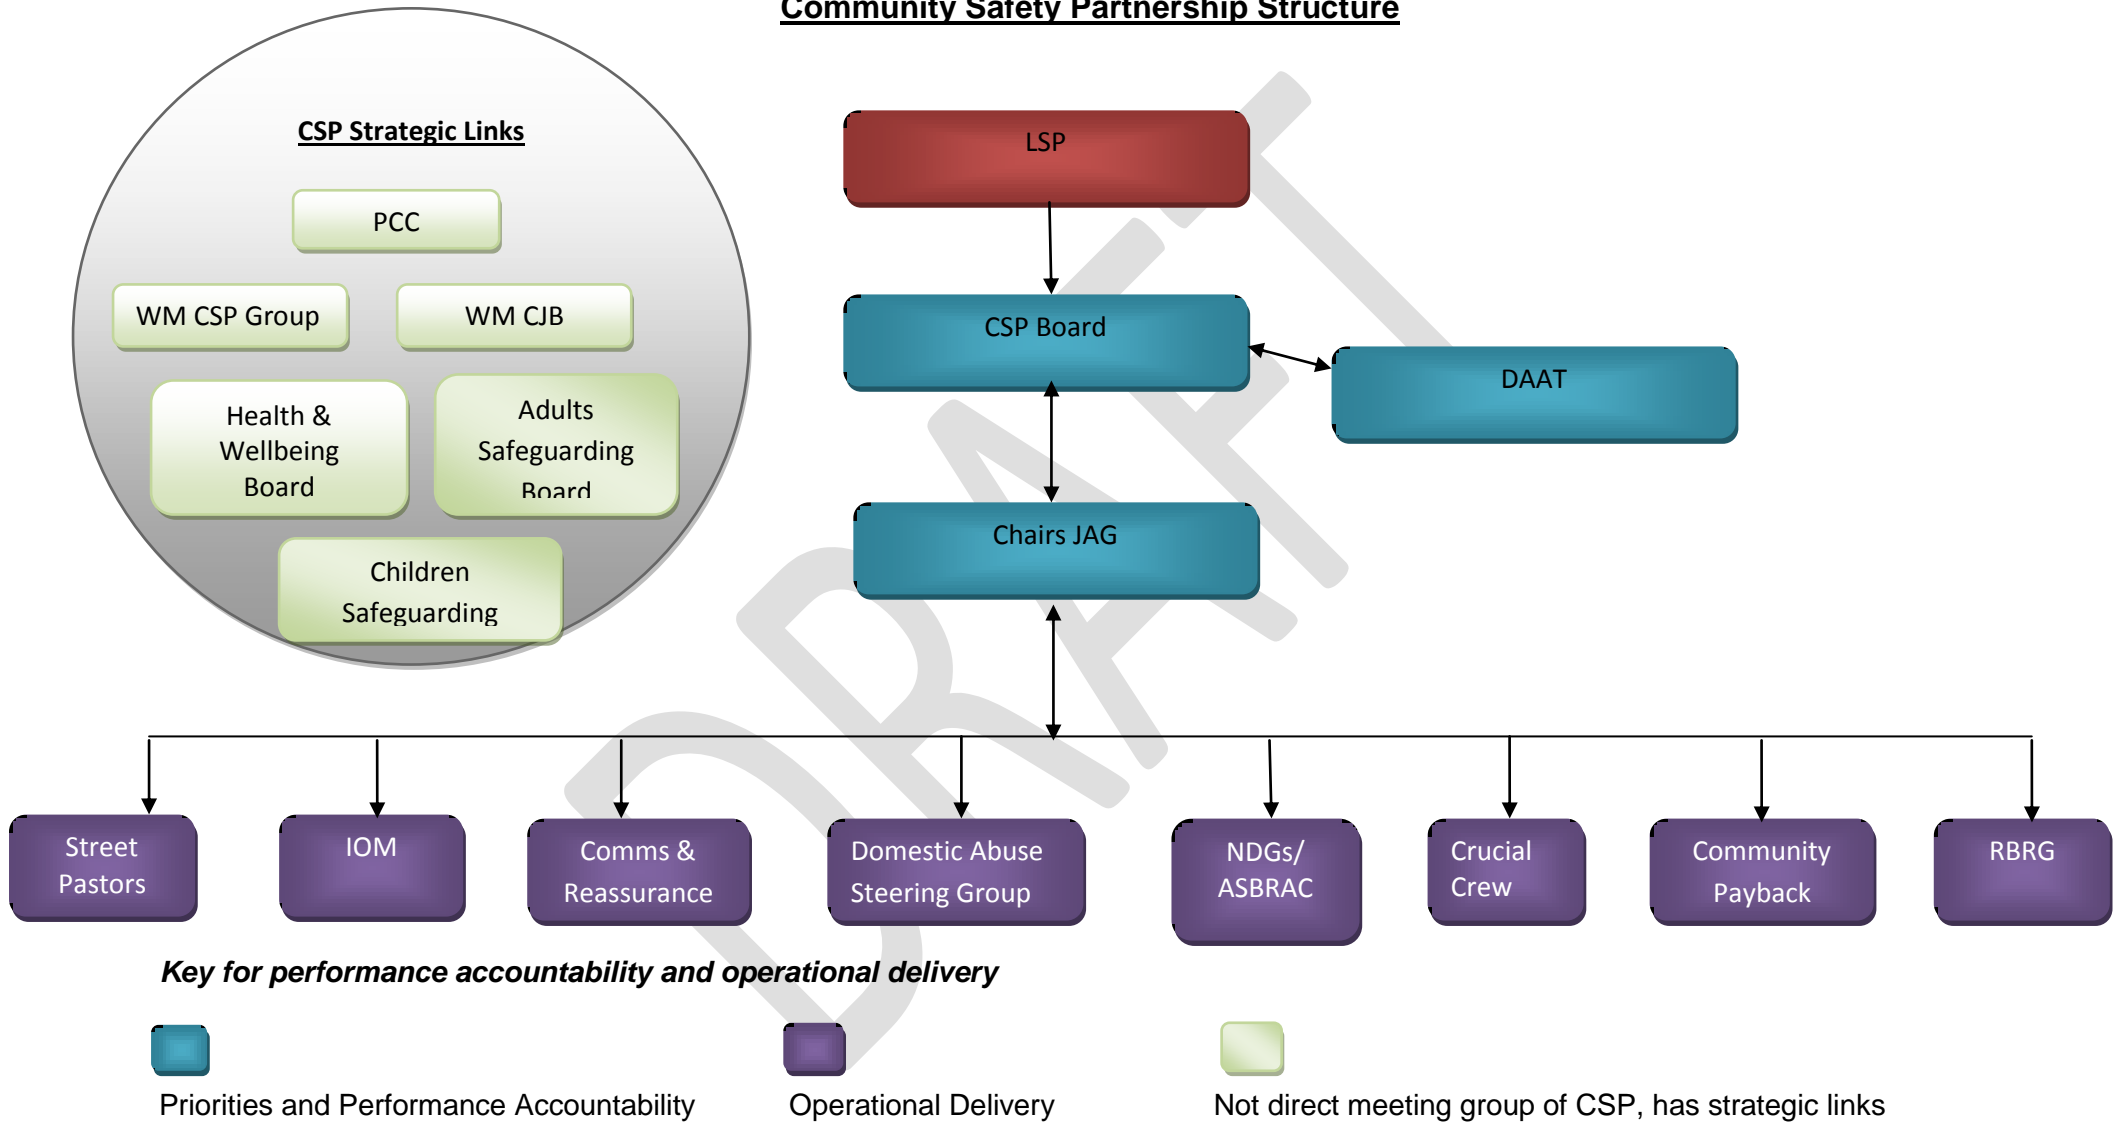 Community Safety Partnership Structure
CSP Strategic Links
PCC
WM CSP Group
WM CJB
Health &
Wellbeing
Board
Adults
Safeguarding
Board
Children
Safeguarding
LSP
CSP Board
DAAT
Chairs JAG
DRAFT
Street
Pastors
IOM
Comms &
Reassurance
Domestic Abuse
Steering Group
NDGs/
ASBRAC
Crucial
Crew
Community
Payback
RBRG
Key for performance accountability and operational delivery
Priorities and Performance Accountability
Operational Delivery
Not direct meeting group of CSP, has strategic links